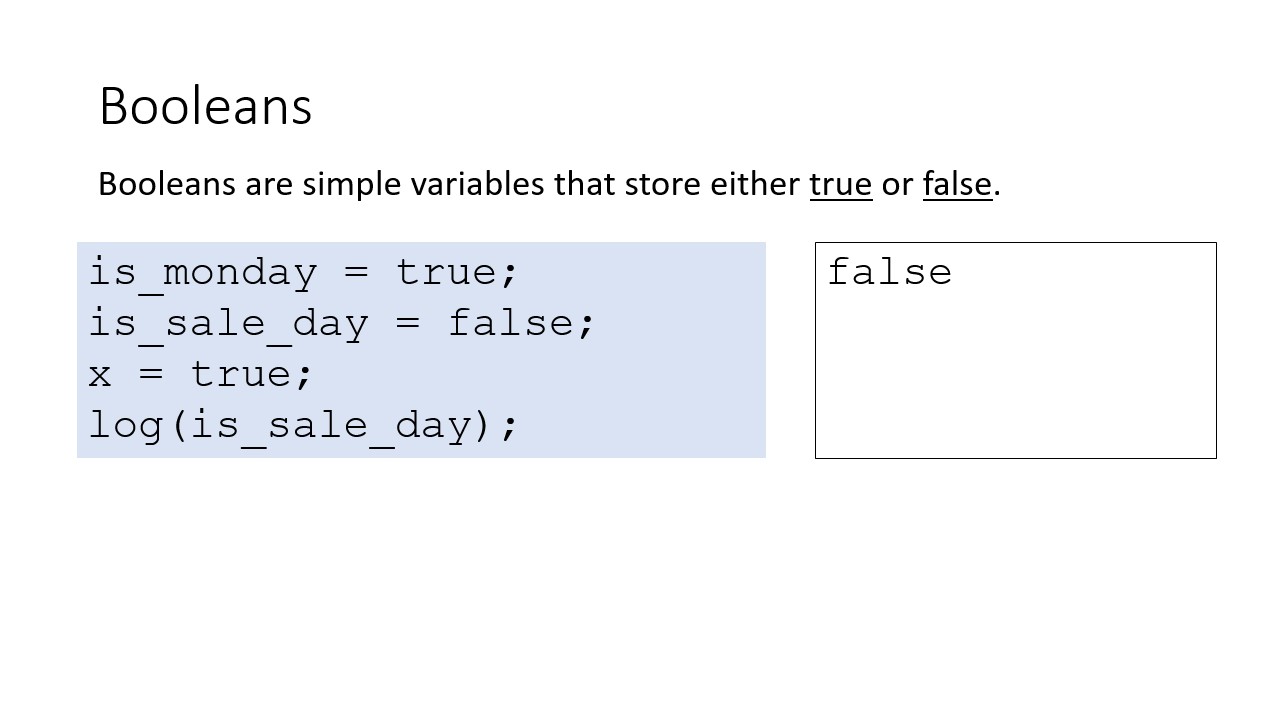 Booleans
Booleans are simple variables that store either true or false.
is_monday = true;
is_sale_day = false;
x = true;
log(is_sale_day);
false